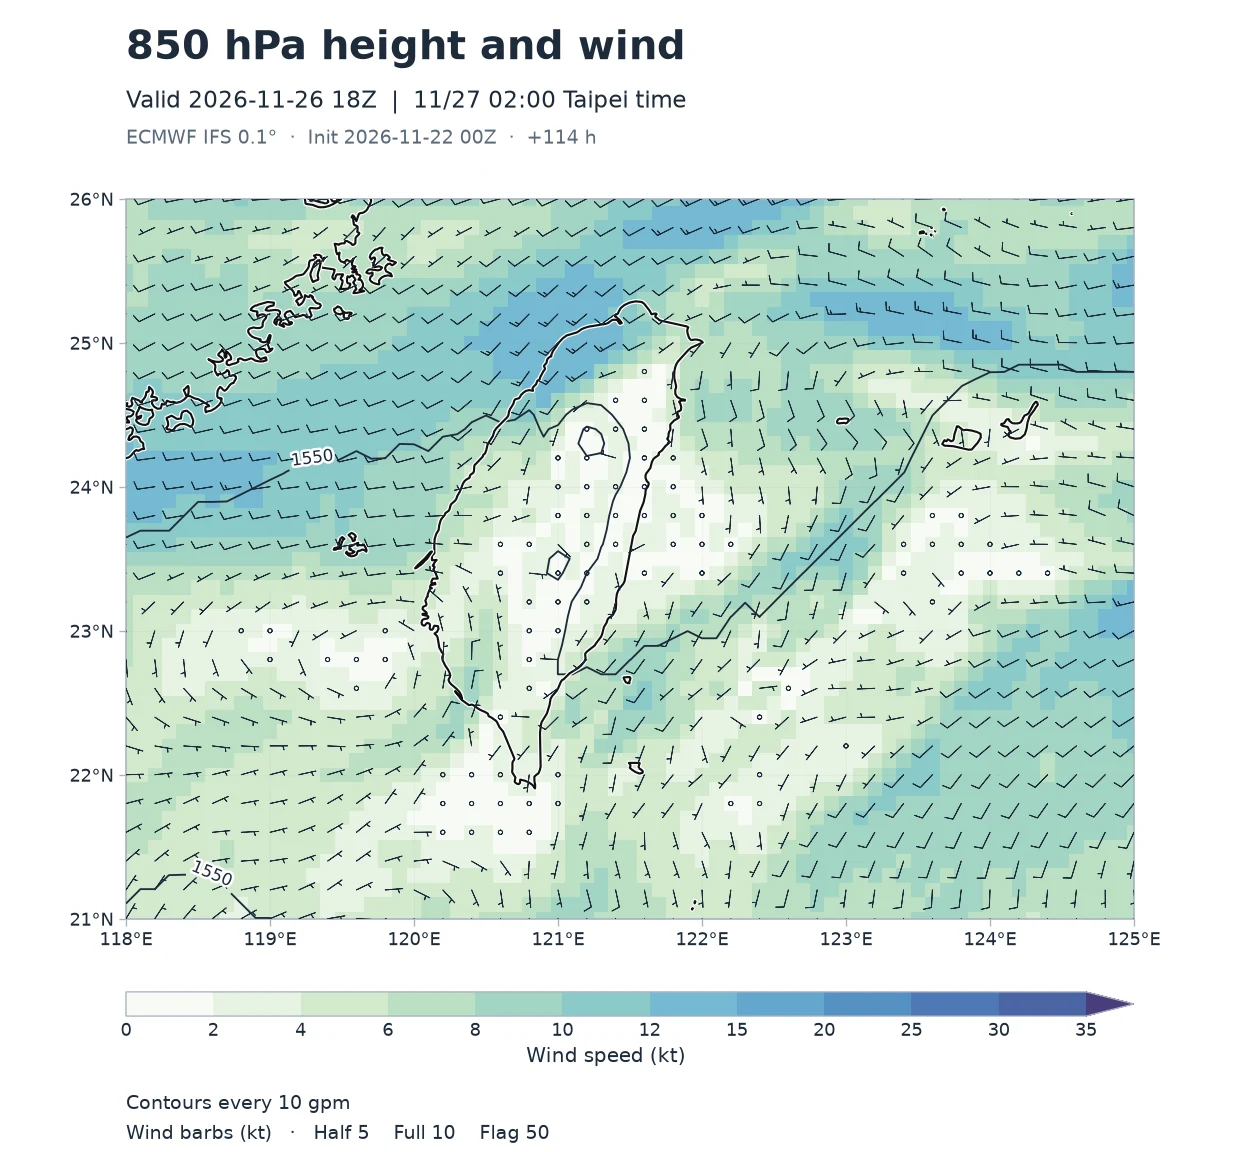 850 hPa height and wind
Valid 2026-11-26 18Z | 11/27 02:00 Taipei time
ECMWF IFS 0.1° · Init 2026-11-22 00Z · +114 h
26°N
25°N
24°N
23°N
22°N
21°N
1550
1550
118°E 119°E 120°E 121°E 122°E 123°E 124°E 125°E
0 2 4 6 8 10 12 15 20 25 30 35
Wind speed (kt)
Contours every 10 gpm
Wind barbs (kt) · Half 5 Full 10 Flag 50